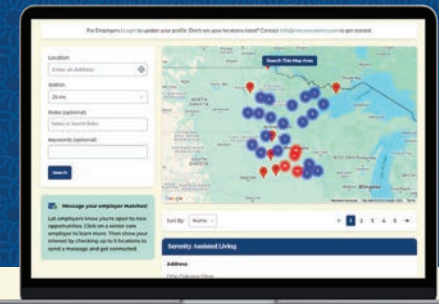 For Employers: Login to update your profile. Don't see your locations listed? Contact to get started.
Location
Enter an Address
Within
25 mi
Roles (optional)
Select or Search Roles
Keywords (optional)
Search
Search This Map Area
NORTH
DAKOTA
SOUTH
DAKOTA
WISCONSIN
Google
Message your employer matches!
Let employers know you're open to new
opportunities. Click on a senior care
employer to learn more. Then show your
interest by checking up to 5 locations to
send a message and get connected.
Sort By: Name
1 2 3 4 5
Serenity Assisted Living
Address: